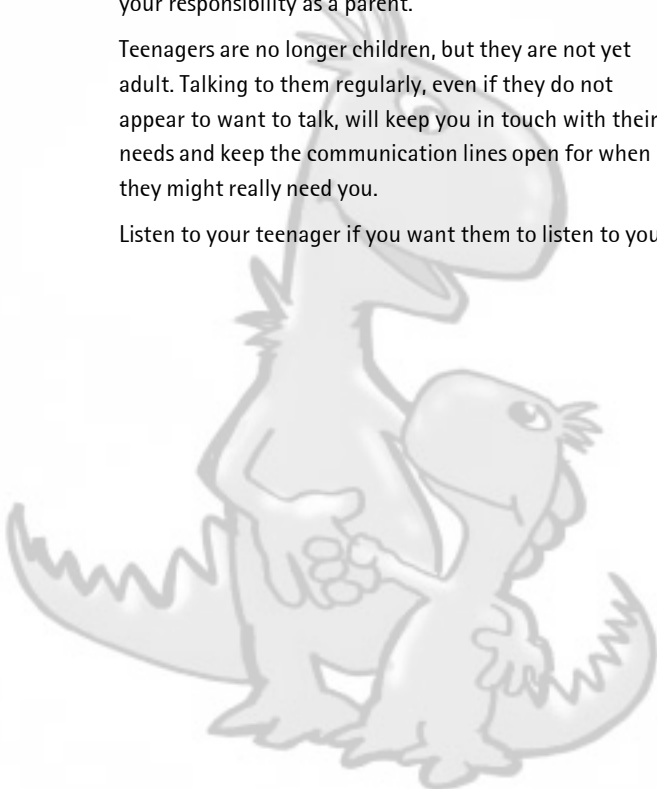 your responsibility as a parent.
Teenagers are no longer children, but they are not yet
adult. Talking to them regularly, even if they do not
appear to want to talk, will keep you in touch with their
needs and keep the communication lines open for when
they might really need you.
Listen to your teenager if you want them to listen to you